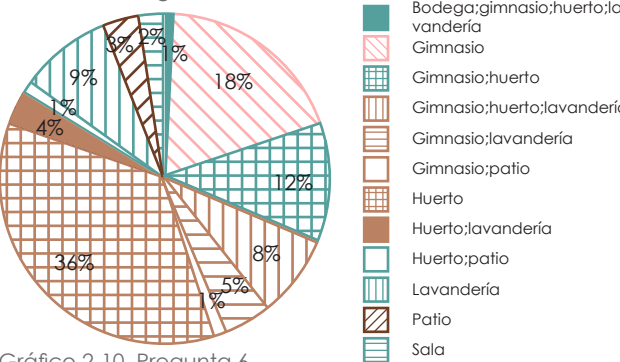 Bodega;gimnasio;huerto;la
vandería
Gimnasio
Gimnasio;huerto
Gimnasio;huerto;lavandería
Gimnasio;lavandería
Gimnasio;patio
Huerto
Huerto;lavandería
Huerto;patio
Lavandería
Patio
Sala
1%
18%
12%
8%
5%
1%
36%
4%
1%
9%
3%
2%
Gráfico 2.10. Pregunta 6